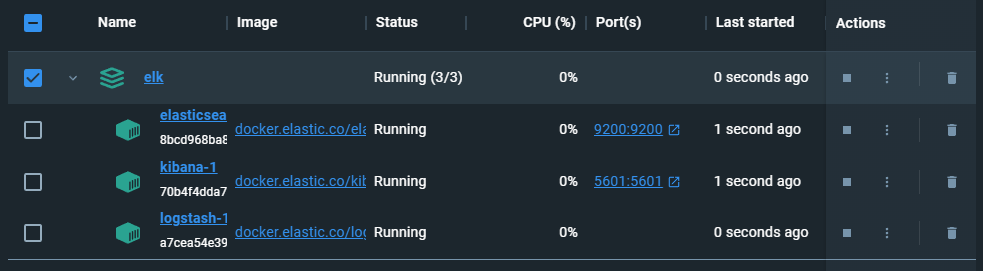 Name Image Status CPU (%) Port(s) Last started Actions
elk Running (3/3) 0% 0 seconds ago
elasticsea
8bcd968ba8
docker.elastic.co/ela Running 0% 9200:9200 1 second ago
kibana-1
70b4f4dda7
docker.elastic.co/kib Running 0% 5601:5601 1 second ago
logstash-1
a7cea54e39
docker.elastic.co/log Running 0% 0 seconds ago